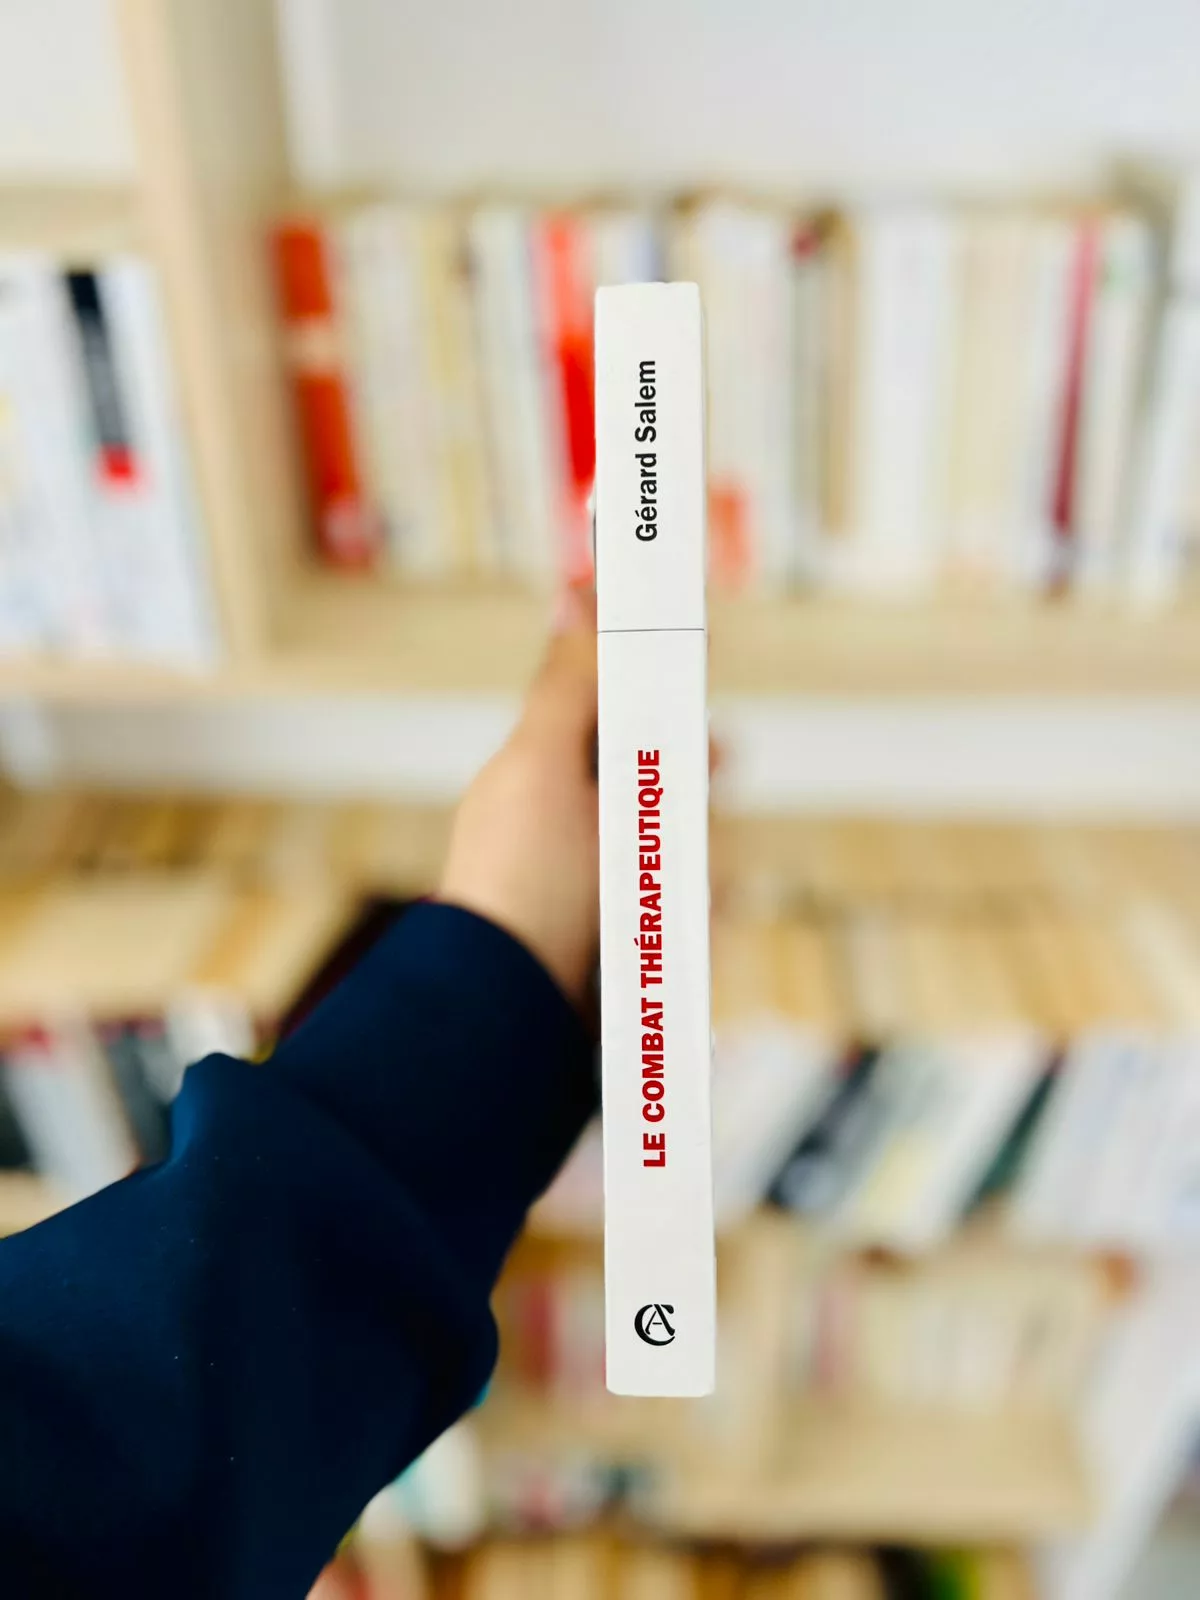 Gérard Salem
LE COMBAT THÉRAPEUTIQUE